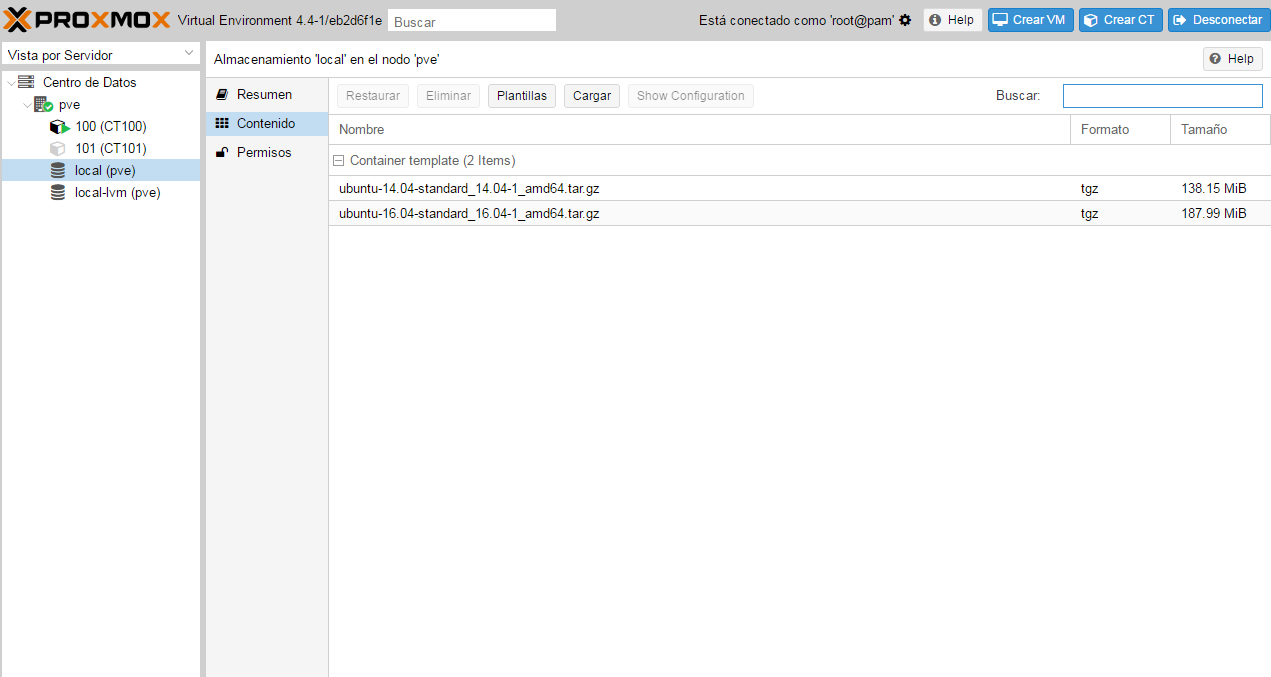 PROXMOX Virtual Environment 4.4-1/eb2d6f1e Buscar Está conectado como 'root@pam' Help Crear VM Crear CT Desconectar
Vista por Servidor
Centro de Datos
pve
100 (CT100)
101 (CT101)
local (pve)
local-lvm (pve)
Almacenamiento 'local' en el nodo 'pve' Help
Resumen
Contenido
Permisos
Restaurar Eliminar Plantillas Cargar Show Configuration Buscar:
Nombre Formato Tamaño
Container template (2 Items)
ubuntu-14.04-standard_14.04-1_amd64.tar.gz tgz 138.15 MiB
ubuntu-16.04-standard_16.04-1_amd64.tar.gz tgz 187.99 MiB